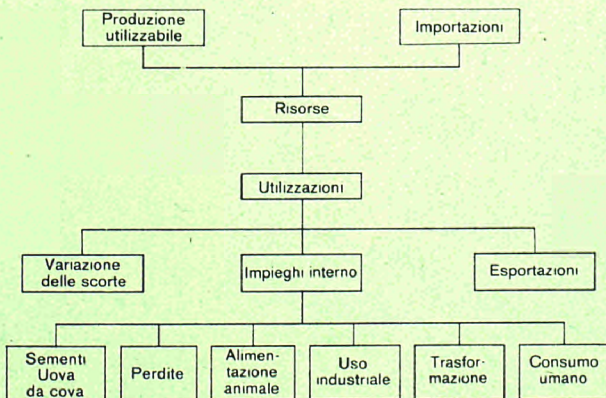 Produzione
utilizzabile
Importazioni
Risorse
Utilizzazioni
Variazione
delle scorte
Impieghi interno
Esportazioni
Sementi
Uova
da cova
Perdite
Alimen-
tazione
animale
Uso
industriale
Trasfor-
mazione
Consumo
umano